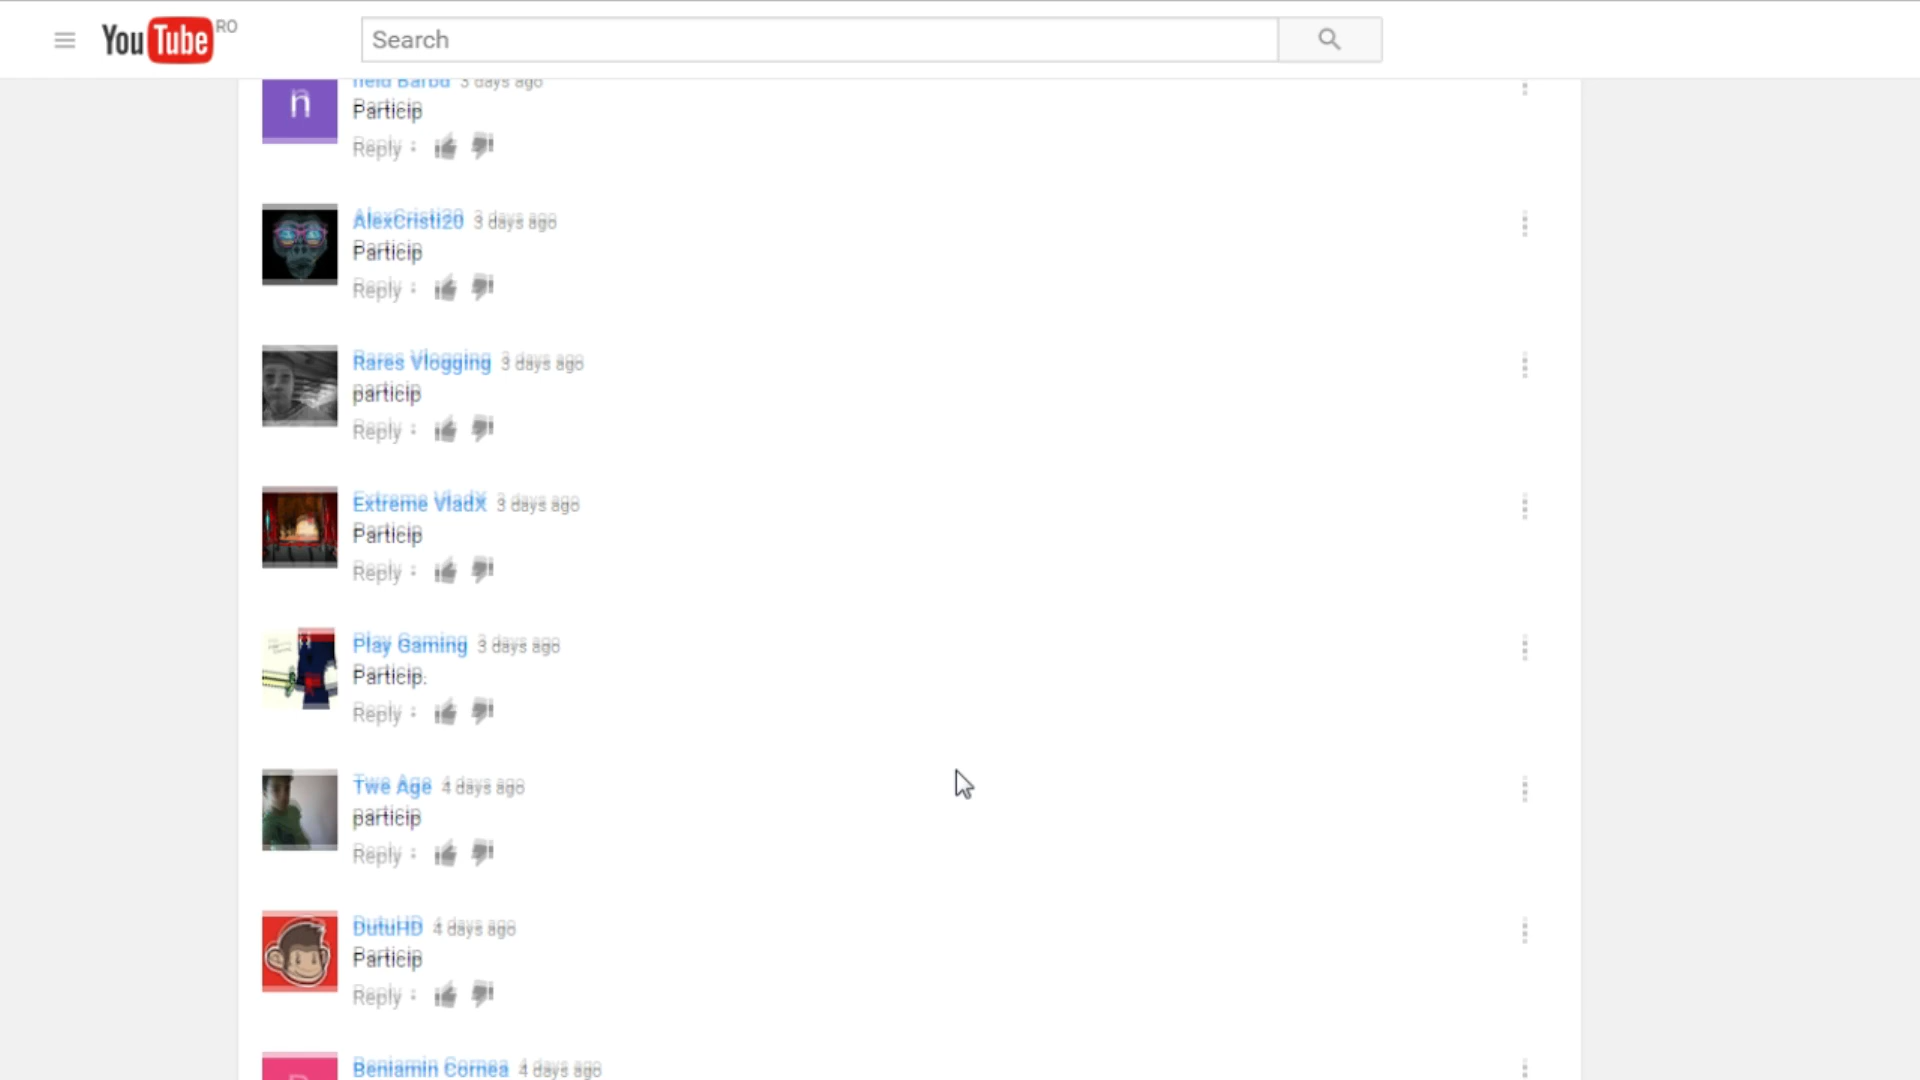 YouTube RO
Search
n
3 days ago
Particip
Reply
AlexCristi20 3 days ago
Particip
Reply
Rares Vlogging 3 days ago
particip
Reply
Extreme VladX 3 days ago
Particip
Reply
Play Gaming 3 days ago
Particip.
Reply
Twe Age 4 days ago
particip
Reply
DutuHD 4 days ago
Particip
Reply
Beniamin Cornea 4 days ago